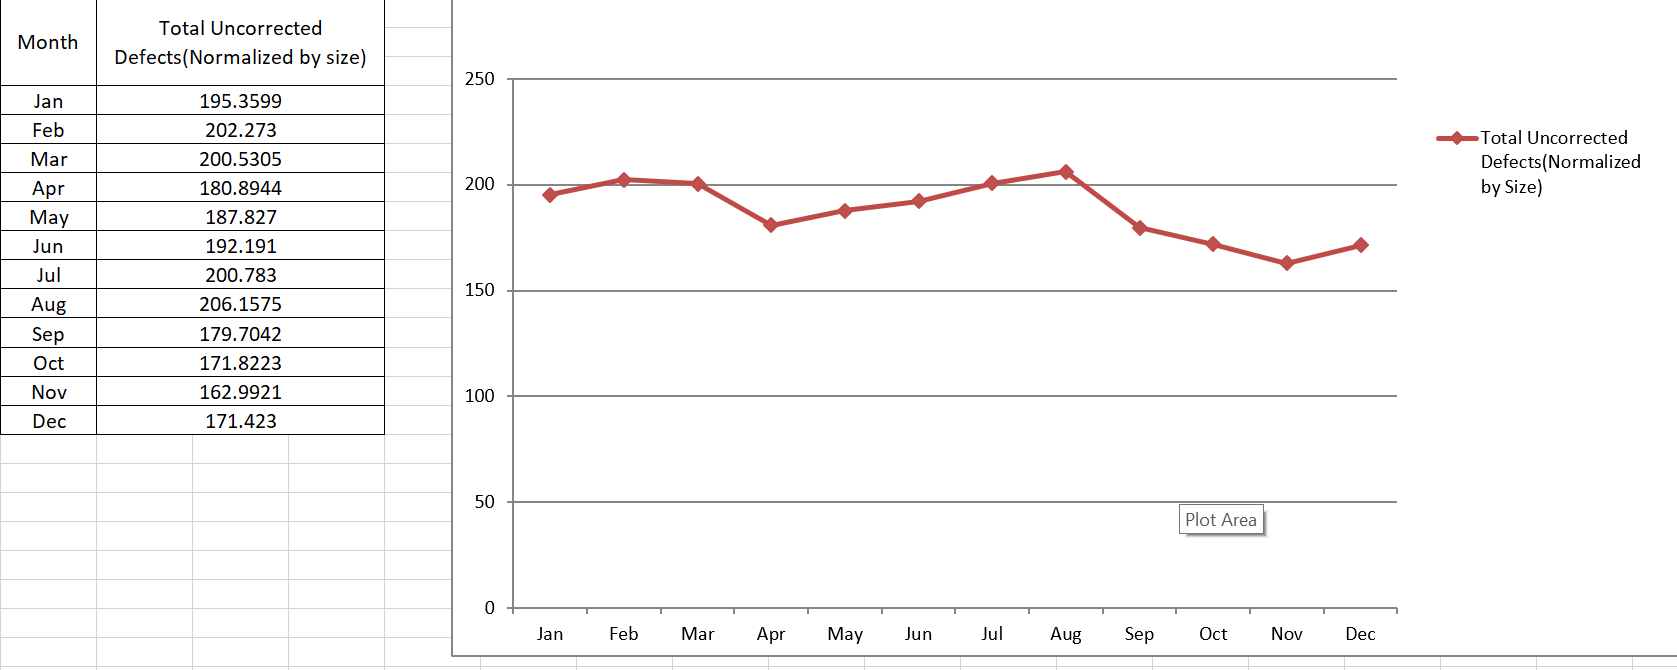 Month
Total Uncorrected
Defects(Normalized by size)
Jan 195.3599
Feb 202.273
Mar 200.5305
Apr 180.8944
May 187.827
Jun 192.191
Jul 200.783
Aug 206.1575
Sep 179.7042
Oct 171.8223
Nov 162.9921
Dec 171.423
250
200
150
100
50
0
Jan Feb Mar Apr May Jun Jul Aug Sep Oct Nov Dec
Plot Area
Total Uncorrected
Defects(Normalized
by Size)